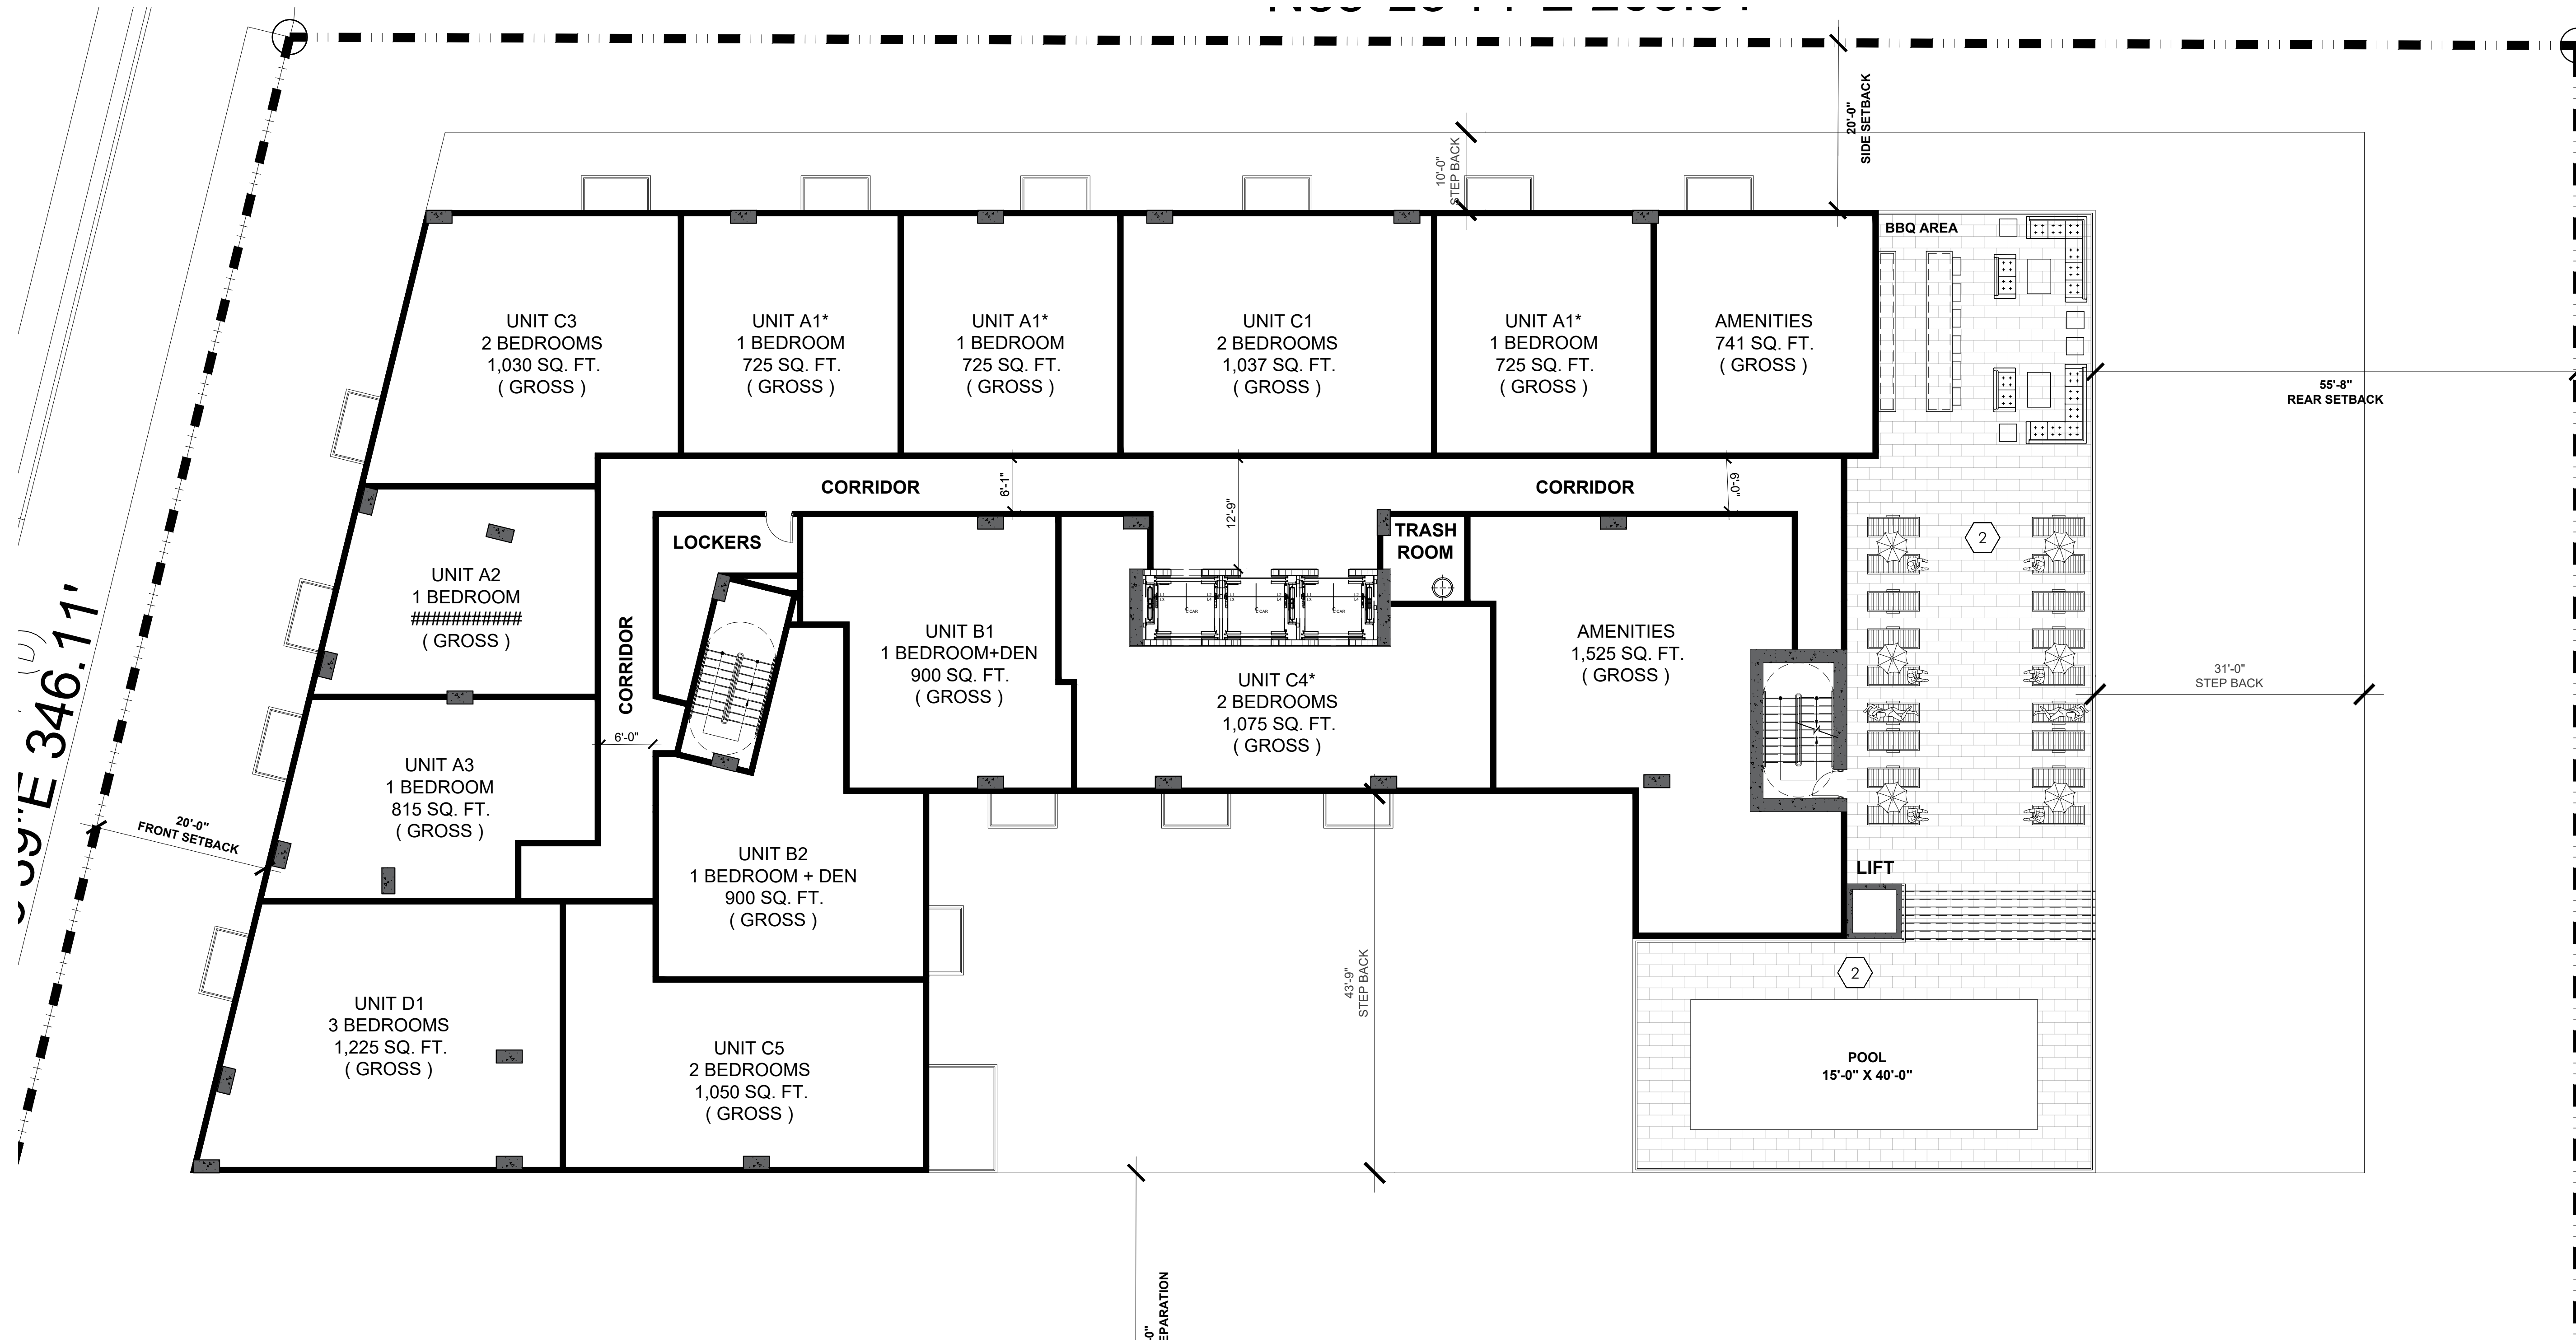 20'-0"
SIDE SETBACK
10'-0"
STEP BACK
BBQ AREA
UNIT C3
2 BEDROOMS
1,030 SQ. FT.
( GROSS )
UNIT A1*
1 BEDROOM
725 SQ. FT.
( GROSS )
UNIT A1*
1 BEDROOM
725 SQ. FT.
( GROSS )
UNIT C1
2 BEDROOMS
1,037 SQ. FT.
( GROSS )
UNIT A1*
1 BEDROOM
725 SQ. FT.
( GROSS )
AMENITIES
741 SQ. FT.
( GROSS )
55'-8"
REAR SETBACK
CORRIDOR
6'-1"
12'-9"
CORRIDOR
6'-0"
LOCKERS
TRASH
ROOM
2
UNIT A2
1 BEDROOM
############
( GROSS )
CORRIDOR
6'-0"
UNIT B1
1 BEDROOM+DEN
900 SQ. FT.
( GROSS )
CAR
CAR
CAR
UNIT C4*
2 BEDROOMS
1,075 SQ. FT.
( GROSS )
AMENITIES
1,525 SQ. FT.
( GROSS )
31'-0"
STEP BACK
(D)
E 346.11'
20'-0"
FRONT SETBACK
UNIT A3
1 BEDROOM
815 SQ. FT.
( GROSS )
UNIT B2
1 BEDROOM + DEN
900 SQ. FT.
( GROSS )
LIFT
43'-9"
STEP BACK
2
UNIT D1
3 BEDROOMS
1,225 SQ. FT.
( GROSS )
UNIT C5
2 BEDROOMS
1,050 SQ. FT.
( GROSS )
POOL
15'-0" X 40'-0"